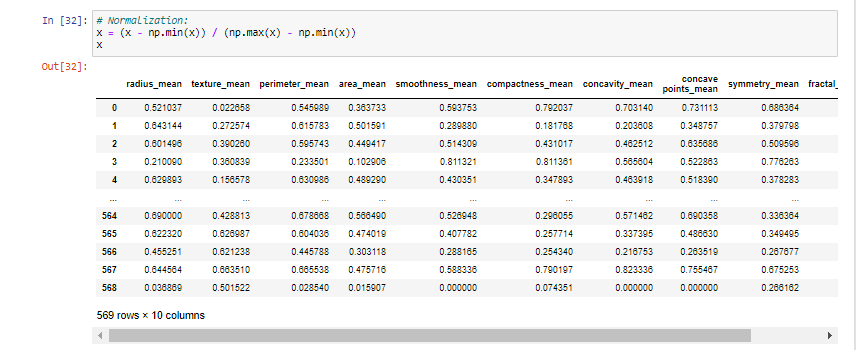 In [32]: # Normalization:
x = (x - np.min(x)) / (np.max(x) - np.min(x))
x
Out[32]:
radius_mean texture_mean perimeter_mean area_mean smoothness_mean compactness_mean concavity_mean concave points_mean symmetry_mean fractal_
0 0.521037 0.022658 0.545989 0.363733 0.593753 0.792037 0.703140 0.731113 0.686364
1 0.643144 0.272574 0.615783 0.501591 0.289880 0.181768 0.203608 0.348757 0.379798
2 0.601496 0.390260 0.595743 0.449417 0.514309 0.431017 0.462512 0.635686 0.509596
3 0.210090 0.360839 0.233501 0.102906 0.811321 0.811361 0.565604 0.522863 0.776263
4 0.629893 0.156578 0.630986 0.489290 0.430351 0.347893 0.463918 0.518390 0.378283
... ... ... ... ... ... ... ... ... ...
564 0.690000 0.428813 0.678668 0.566490 0.526948 0.296055 0.571462 0.690358 0.336364
565 0.622320 0.626987 0.604036 0.474019 0.407782 0.257714 0.337395 0.486630 0.349495
566 0.455251 0.621238 0.445788 0.303118 0.288165 0.254340 0.216753 0.263519 0.267677
567 0.644564 0.663510 0.665538 0.475716 0.588336 0.790197 0.823336 0.755467 0.675253
568 0.036869 0.501522 0.028540 0.015907 0.000000 0.074351 0.000000 0.000000 0.266162
569 rows × 10 columns